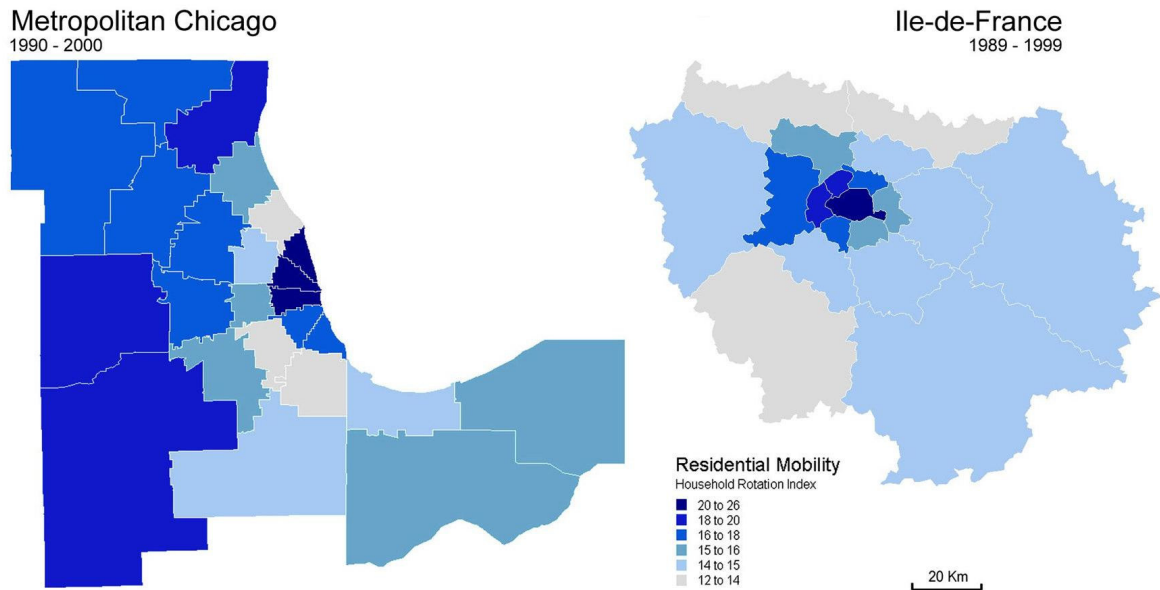 Metropolitan Chicago
1990 - 2000
Ile-de-France
1989 - 1999
Residential Mobility
Household Rotation Index
20 to 26
18 to 20
16 to 18
15 to 16
14 to 15
12 to 14
20 Km